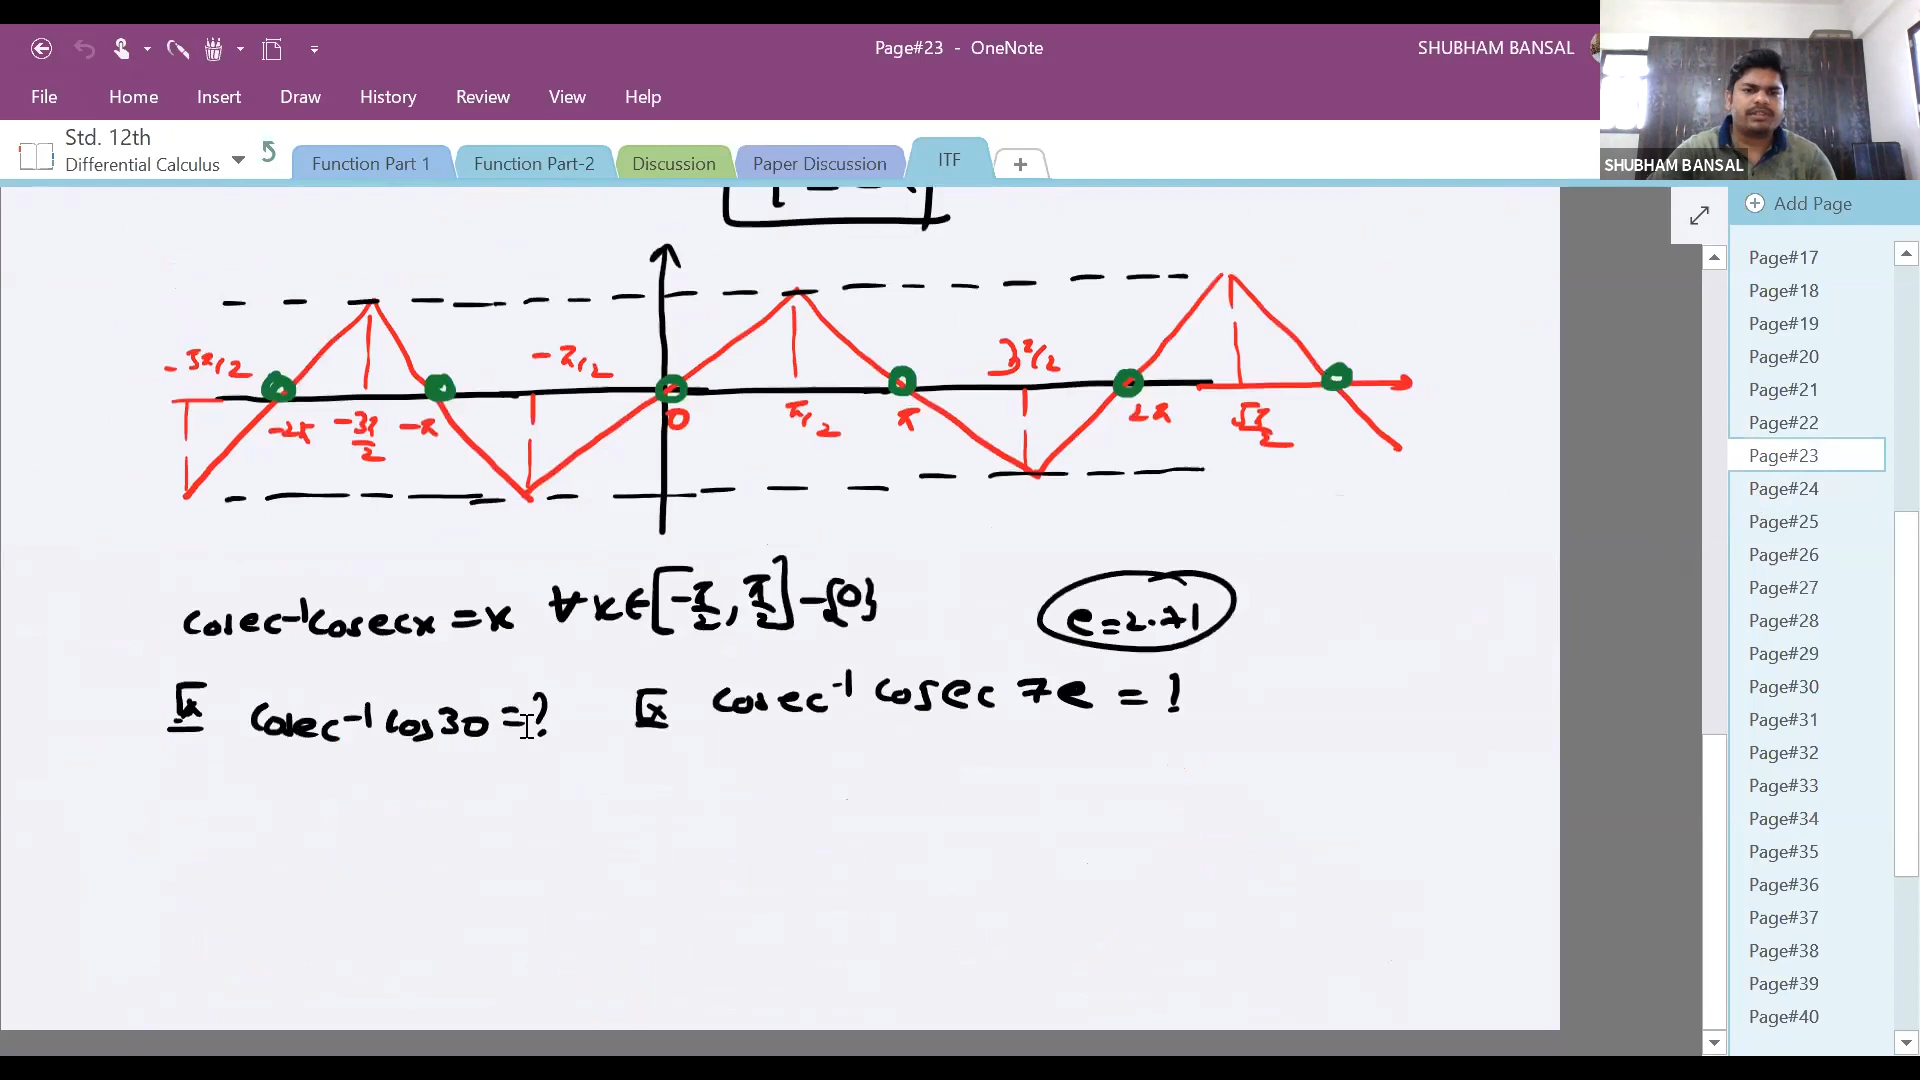 Page#23 - OneNote
SHUBHAM BANSAL
File Home Insert Draw History Review View Help
SHUBHAM BANSAL
Std. 12th
Differential Calculus
Function Part 1 Function Part-2 Discussion Paper Discussion ITF +
Add Page
-3π/2 -π/2 3π/2
-2π -3π/2 -π 0 π/2 π 2π 5π/2
cosec⁻¹cosecx = x ∀ x ∈ [-π/2, π/2] - {0}
e = 2.71
Ex cosec⁻¹ cos30 = ?
Ex cosec⁻¹ cosec 7e = !
Page#17
Page#18
Page#19
Page#20
Page#21
Page#22
Page#23
Page#24
Page#25
Page#26
Page#27
Page#28
Page#29
Page#30
Page#31
Page#32
Page#33
Page#34
Page#35
Page#36
Page#37
Page#38
Page#39
Page#40